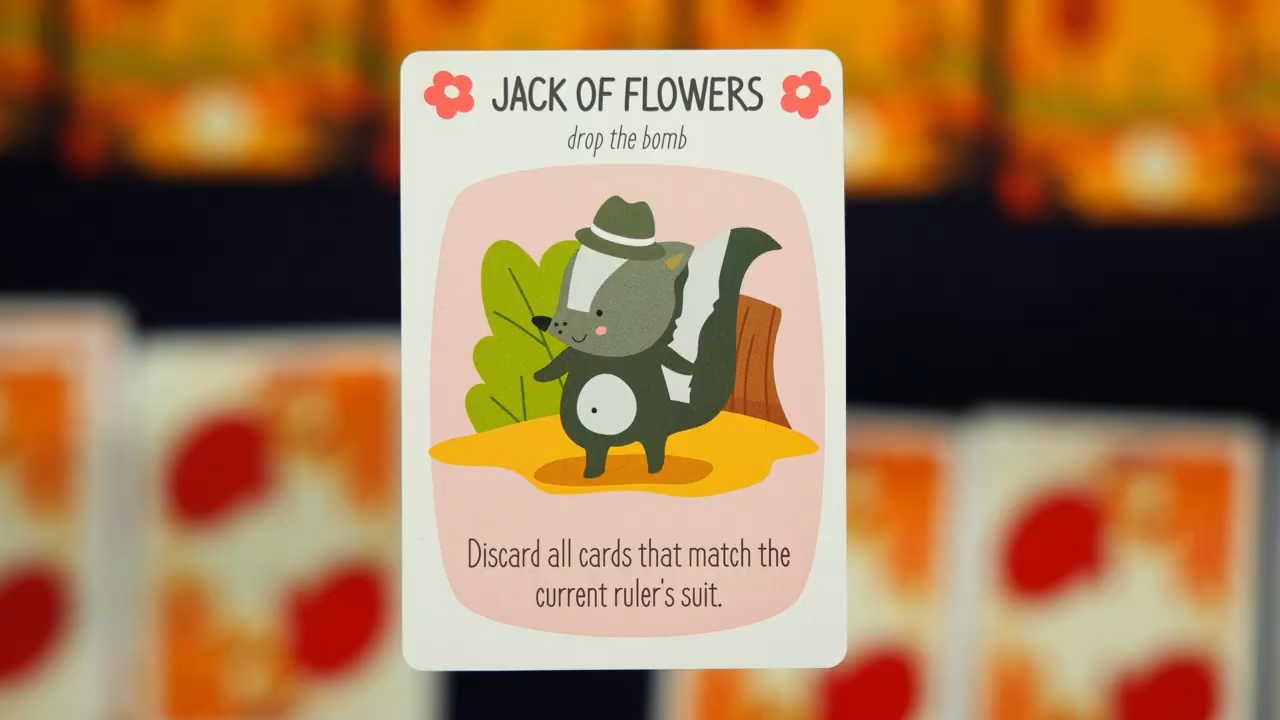 JACK OF FLOWERS
drop the bomb
Discard all cards that match the
current ruler's suit.